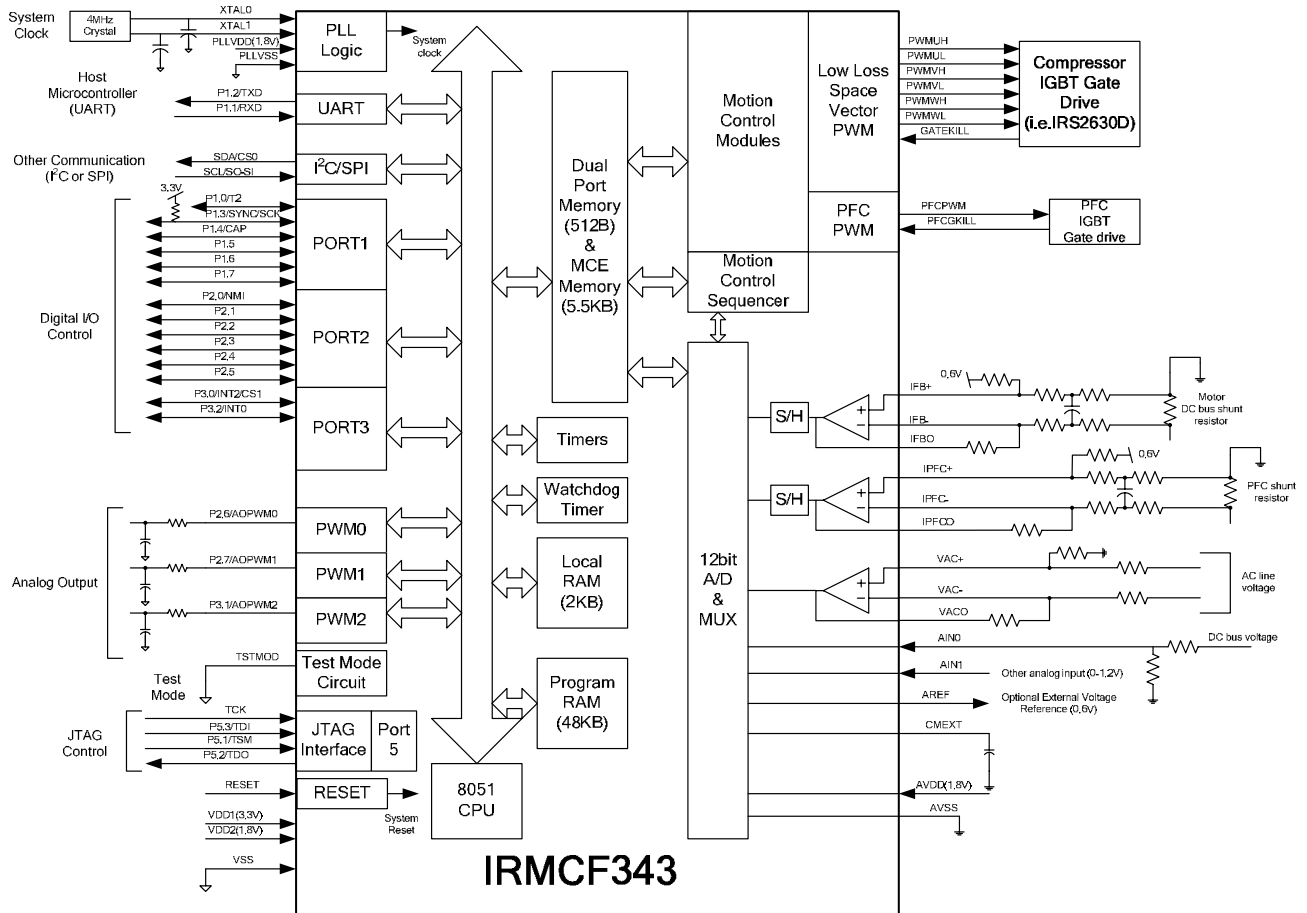 System
Clock
4MHz
Crystal
XTAL0
XTAL1
PLLVDD(1.8V)
PLLVSS
PLL
Logic
System
clock
Host
Microcontroller
(UART)
P1.2/TXD
P1.1/RXD
UART
Other Communication
(I²C or SPI)
SDA/CS0
SCL/SO-SI
I²C/SPI
3.3V
Digital I/O
Control
P1.0/T2
P1.3/SYNC/SCK
P1.4/CAP
P1.5
P1.6
P1.7
PORT1
P2.0/NMI
P2.1
P2.2
P2.3
P2.4
P2.5
PORT2
P3.0/INT2/CS1
P3.2/INT0
PORT3
Analog Output
P2.6/AOPWM0
PWM0
P2.7/AOPWM1
PWM1
P3.1/AOPWM2
PWM2
Test
Mode
TSTMOD
Test Mode
Circuit
JTAG
Control
TCK
P5.3/TDI
P5.1/TSM
P5.2/TDO
JTAG
Interface
Port
5
RESET
RESET
System
Reset
VDD1(3.3V)
VDD2(1.8V)
VSS
8051
CPU
Dual
Port
Memory
(512B)
&
MCE
Memory
(5.5KB)
Timers
Watchdog
Timer
Local
RAM
(2KB)
Program
RAM
(48KB)
Motion
Control
Modules
Motion
Control
Sequencer
Low Loss
Space
Vector
PWM
PFC
PWM
12bit
A/D
&
MUX
PWMUH
PWMUL
PWMVH
PWMVL
PWMWH
PWMWL
GATEKILL
Compressor
IGBT Gate
Drive
(i.e.IRS2630D)
PFCPWM
PFCGKILL
PFC
IGBT
Gate drive
S/H
+
−
IFB+
IFB-
IFBO
0.6V
Motor
DC bus shunt
resistor
S/H
+
−
IPFC+
IPFC-
IPFCO
0.6V
PFC shunt
resistor
+
−
VAC+
VAC-
VACO
AC line
voltage
AIN0
DC bus voltage
AIN1
Other analog input (0-1.2V)
AREF
Optional External Voltage
Reference (0.6V)
CMEXT
AVDD(1.8V)
AVSS
IRMCF343